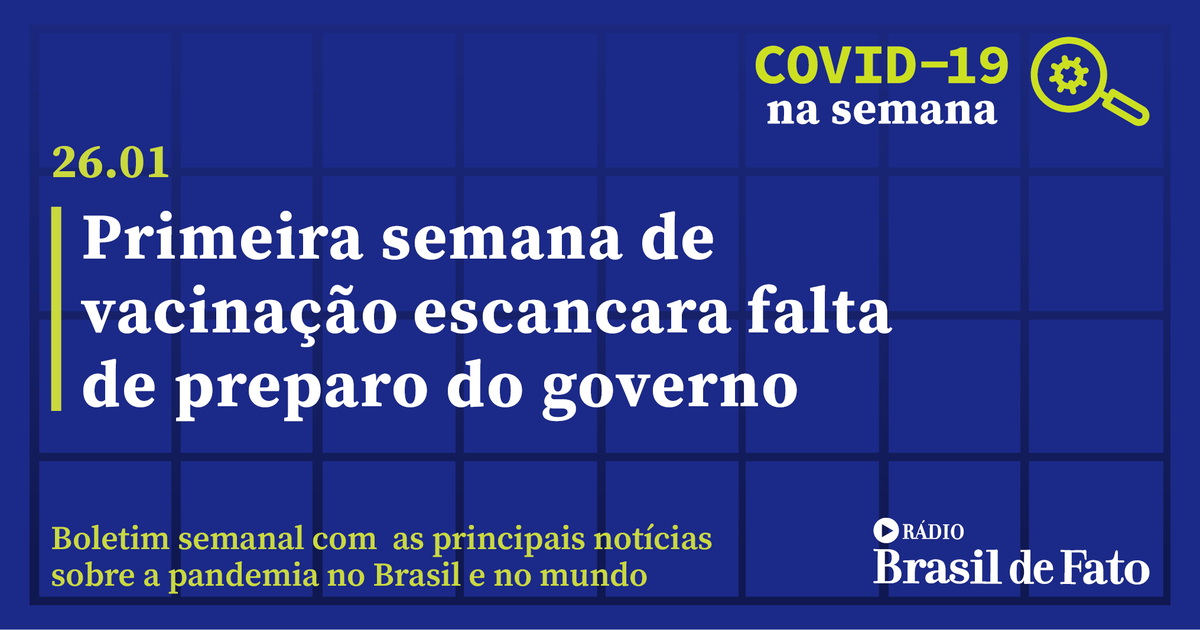 COVID-19
na semana
26.01
Primeira semana de
vacinação escancara falta
de preparo do governo
Boletim semanal com as principais notícias
sobre a pandemia no Brasil e no mundo
RÁDIO
Brasil de Fato